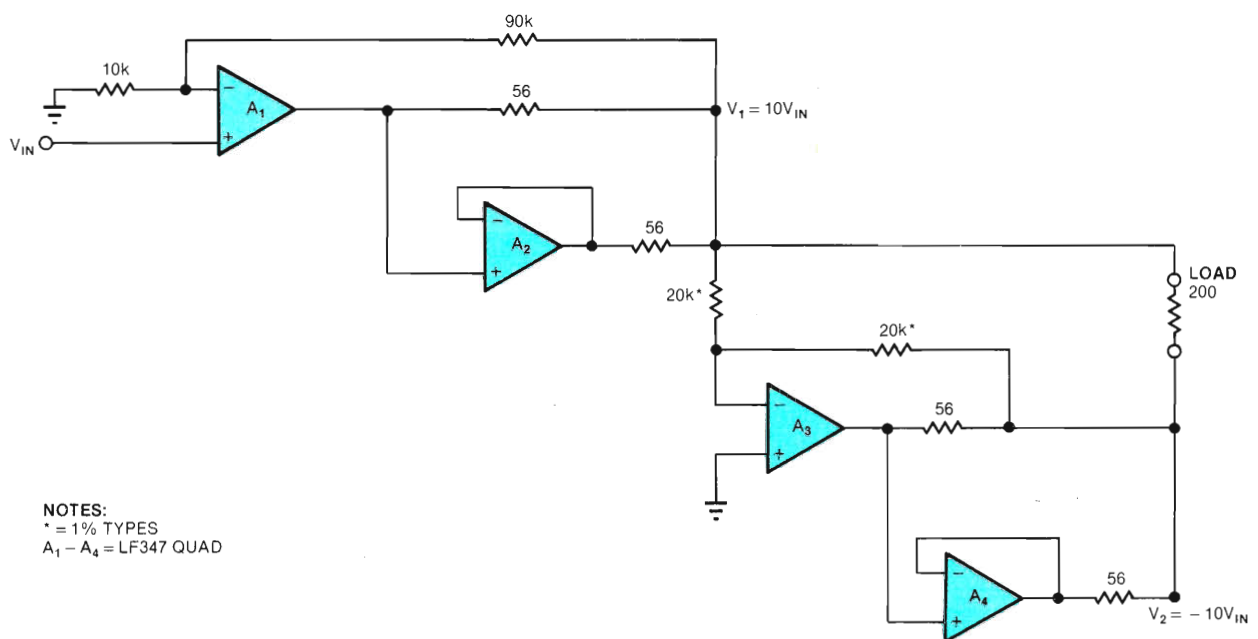 90k
10k
−
A1
+
VIN
56
V1 = 10VIN
−
A2
+
56
LOAD
200
20k*
20k*
−
A3
+
56
NOTES:
* = 1% TYPES
A1 – A4 = LF347 QUAD
−
A4
+
56
V2 = – 10VIN